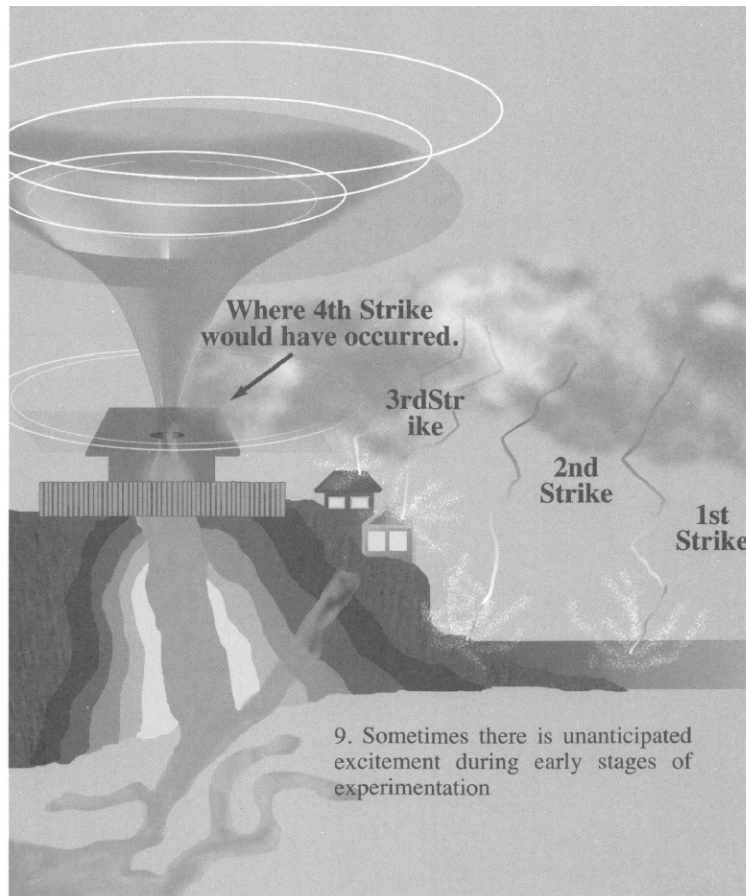 Where 4th Strike
would have occurred.
3rdStr
ike
2nd
Strike
1st
Strike
9. Sometimes there is unanticipated
excitement during early stages of
experimentation